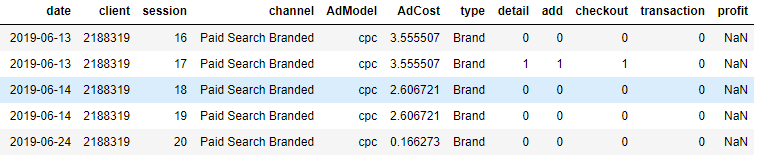 date client session channel AdModel AdCost type detail add checkout transaction profit
2019-06-13 2188319 16 Paid Search Branded cpc 3.555507 Brand 0 0 0 0 NaN
2019-06-13 2188319 17 Paid Search Branded cpc 3.555507 Brand 1 1 1 0 NaN
2019-06-14 2188319 18 Paid Search Branded cpc 2.606721 Brand 0 0 0 0 NaN
2019-06-14 2188319 19 Paid Search Branded cpc 2.606721 Brand 0 0 0 0 NaN
2019-06-24 2188319 20 Paid Search Branded cpc 0.166273 Brand 0 0 0 0 NaN